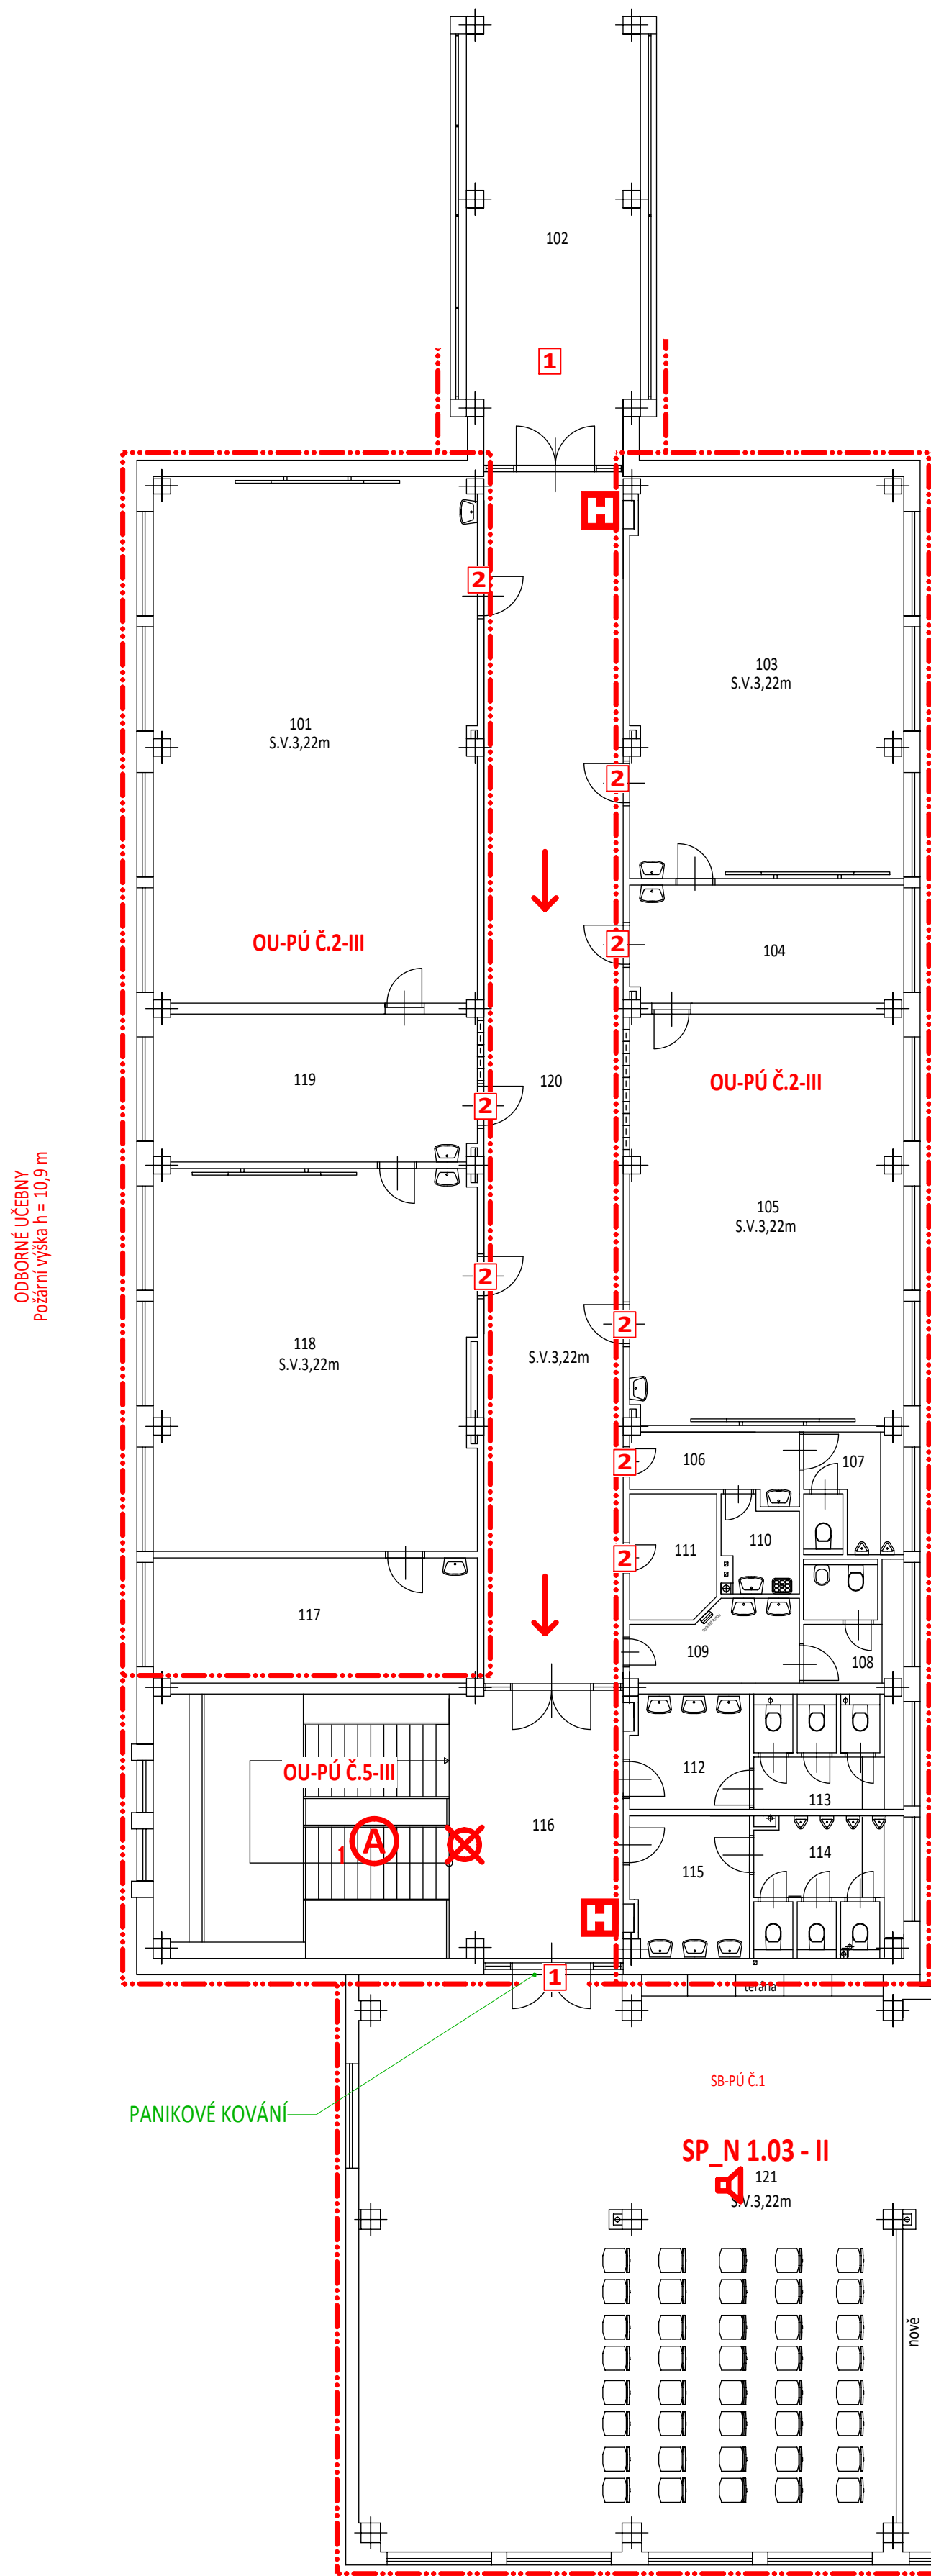 102
1
H
2
103
S.V.3,22m
101
S.V.3,22m
2
OU-PÚ Č.2-III
2
104
119
120
OU-PÚ Č.2-III
2
ODBORNÉ UČEBNY
Požární výška h = 10,9 m
105
S.V.3,22m
2
2
118
S.V.3,22m
S.V.3,22m
106
107
2
111
110
2
117
109
108
OU-PÚ Č.5-III
112
113
116
A
1
114
115
H
1
terária
PANIKOVÉ KOVÁNÍ
SB-PÚ Č.1
SP_N 1.03 - II
121
S.V.3,22m
nově